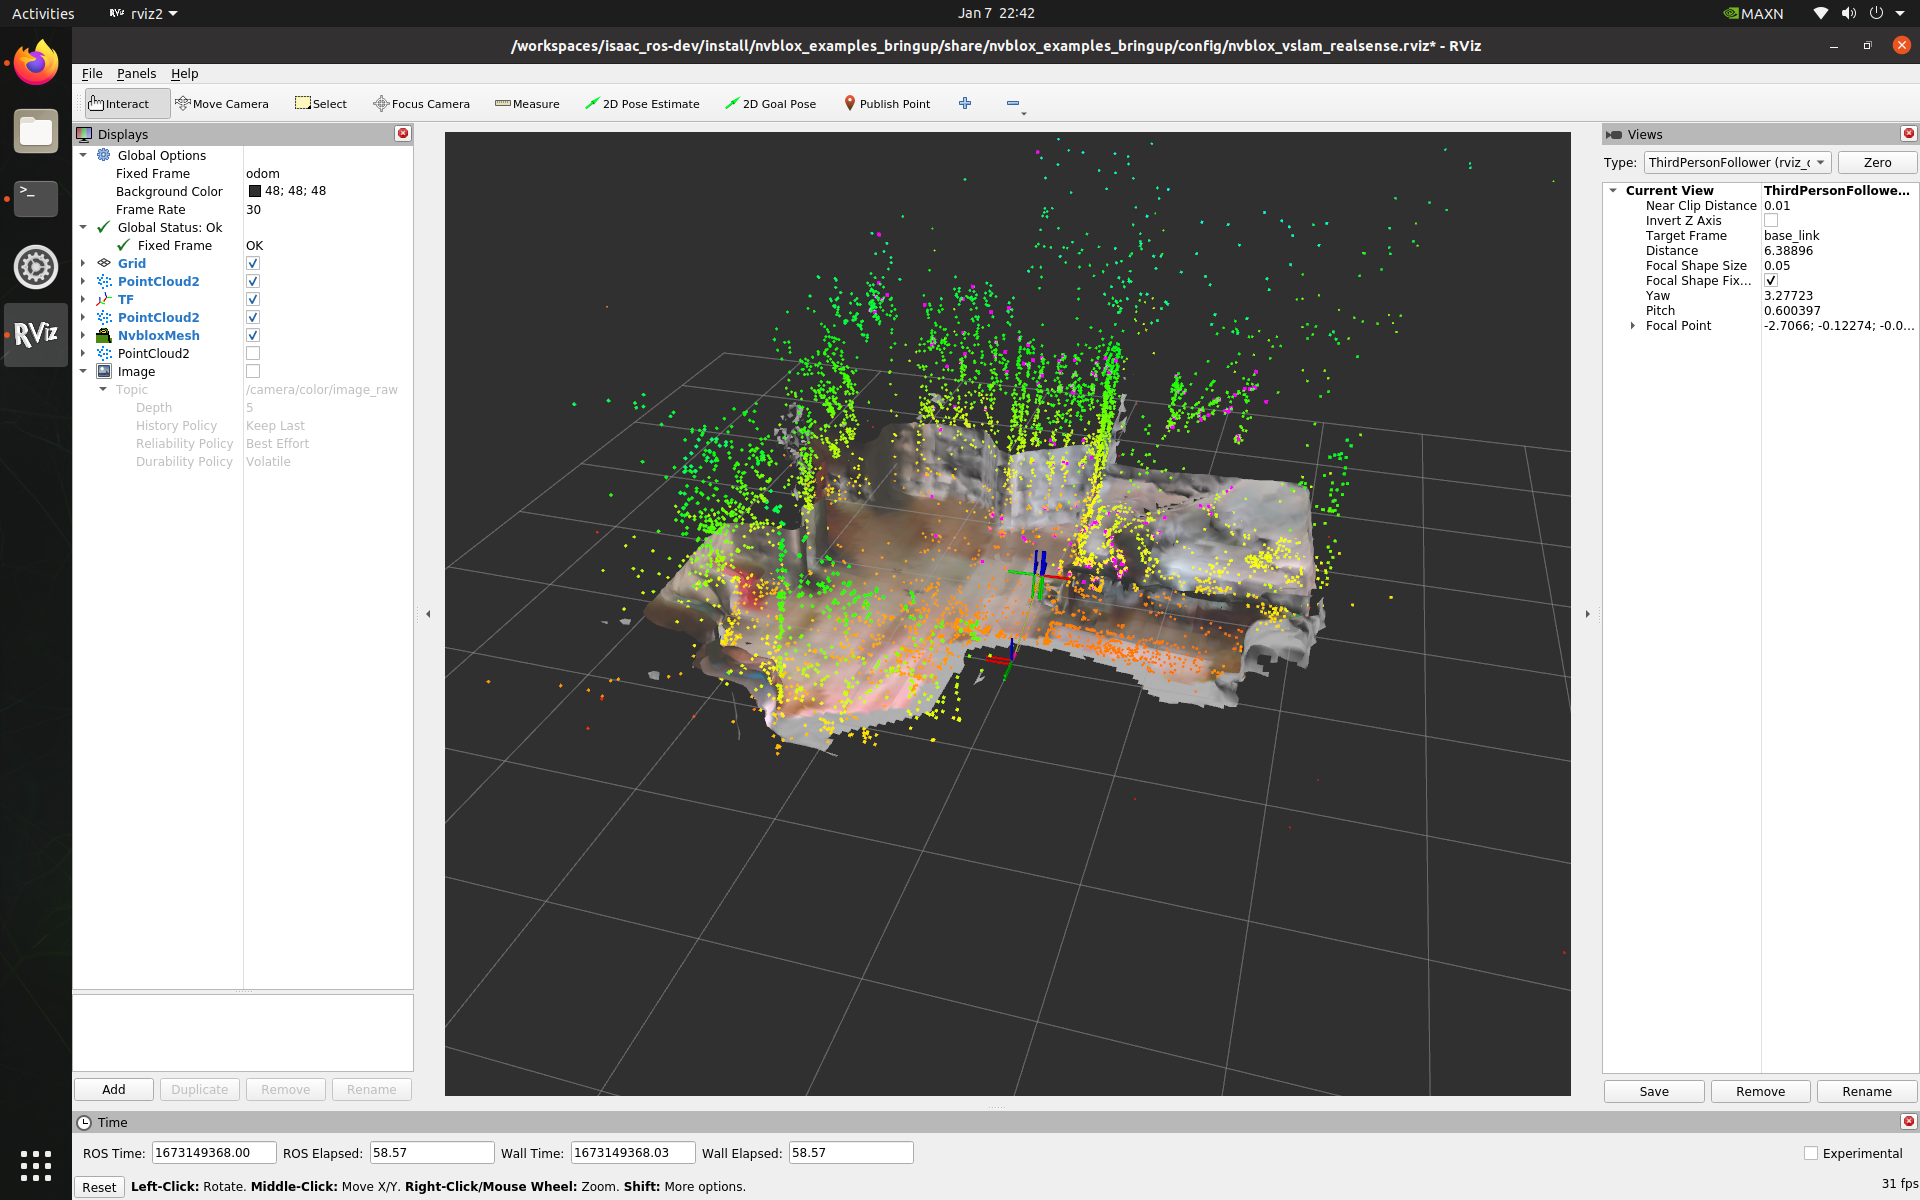 Activities rviz2 Jan 7 22:42 MAXN
/workspaces/isaac_ros-dev/install/nvblox_examples_bringup/share/nvblox_examples_bringup/config/nvblox_vslam_realsense.rviz* - RViz
File Panels Help
Interact Move Camera Select Focus Camera Measure 2D Pose Estimate 2D Goal Pose Publish Point
>_
RViz
Displays
Global Options
Fixed Frame odom
Background Color 48; 48; 48
Frame Rate 30
Global Status: Ok
Fixed Frame OK
Grid
PointCloud2
TF
PointCloud2
NvbloxMesh
PointCloud2
Image
Topic /camera/color/image_raw
Depth 5
History Policy Keep Last
Reliability Policy Best Effort
Durability Policy Volatile
Add Duplicate Remove Rename
Views
Type: ThirdPersonFollower (rviz_ Zero
Current View ThirdPersonFollowe...
Near Clip Distance 0.01
Invert Z Axis
Target Frame base_link
Distance 6.38896
Focal Shape Size 0.05
Focal Shape Fix...
Yaw 3.27723
Pitch 0.600397
Focal Point -2.7066; -0.12274; -0.0...
Save Remove Rename
Time
ROS Time: 1673149368.00 ROS Elapsed: 58.57 Wall Time: 1673149368.03 Wall Elapsed: 58.57 Experimental
Reset Left-Click: Rotate. Middle-Click: Move X/Y. Right-Click/Mouse Wheel: Zoom. Shift: More options. 31 fps